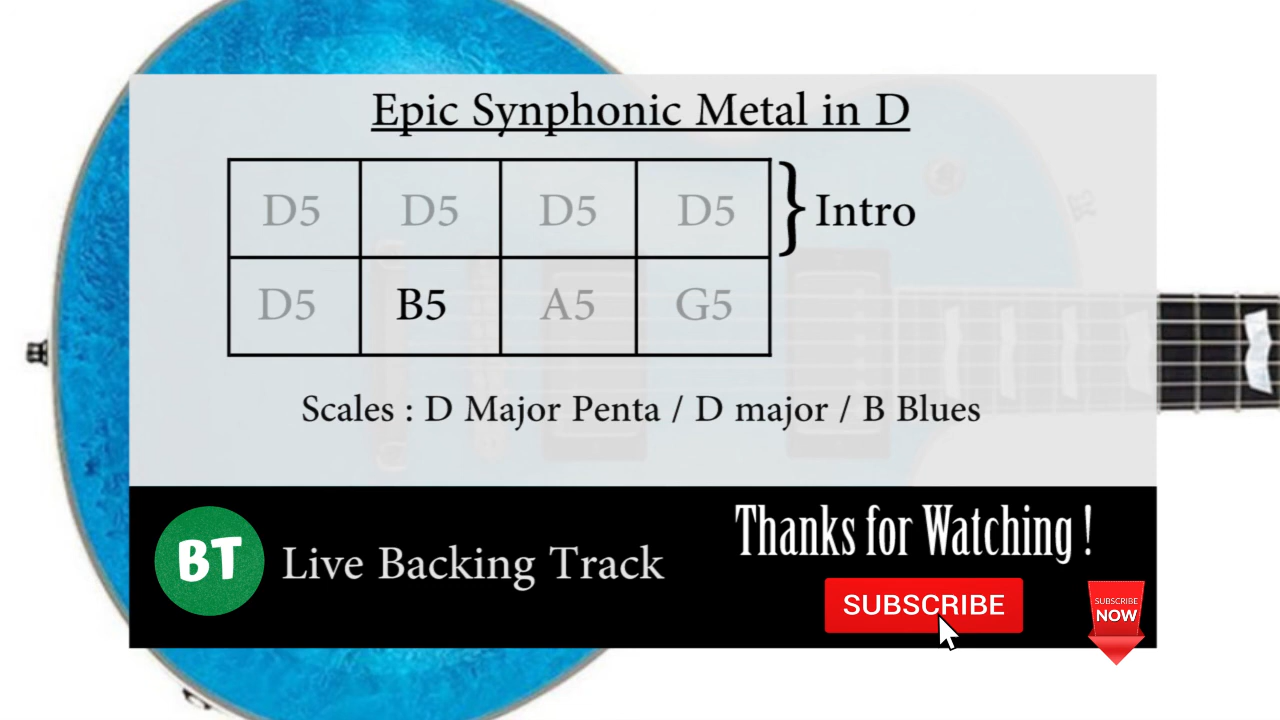 Epic Synphonic Metal in D
D5 D5 D5 D5 } Intro
D5 B5 A5 G5
Scales : D Major Penta / D major / B Blues
BT Live Backing Track
Thanks for Watching !
SUBSCRIBE
SUBSCRIBE
NOW